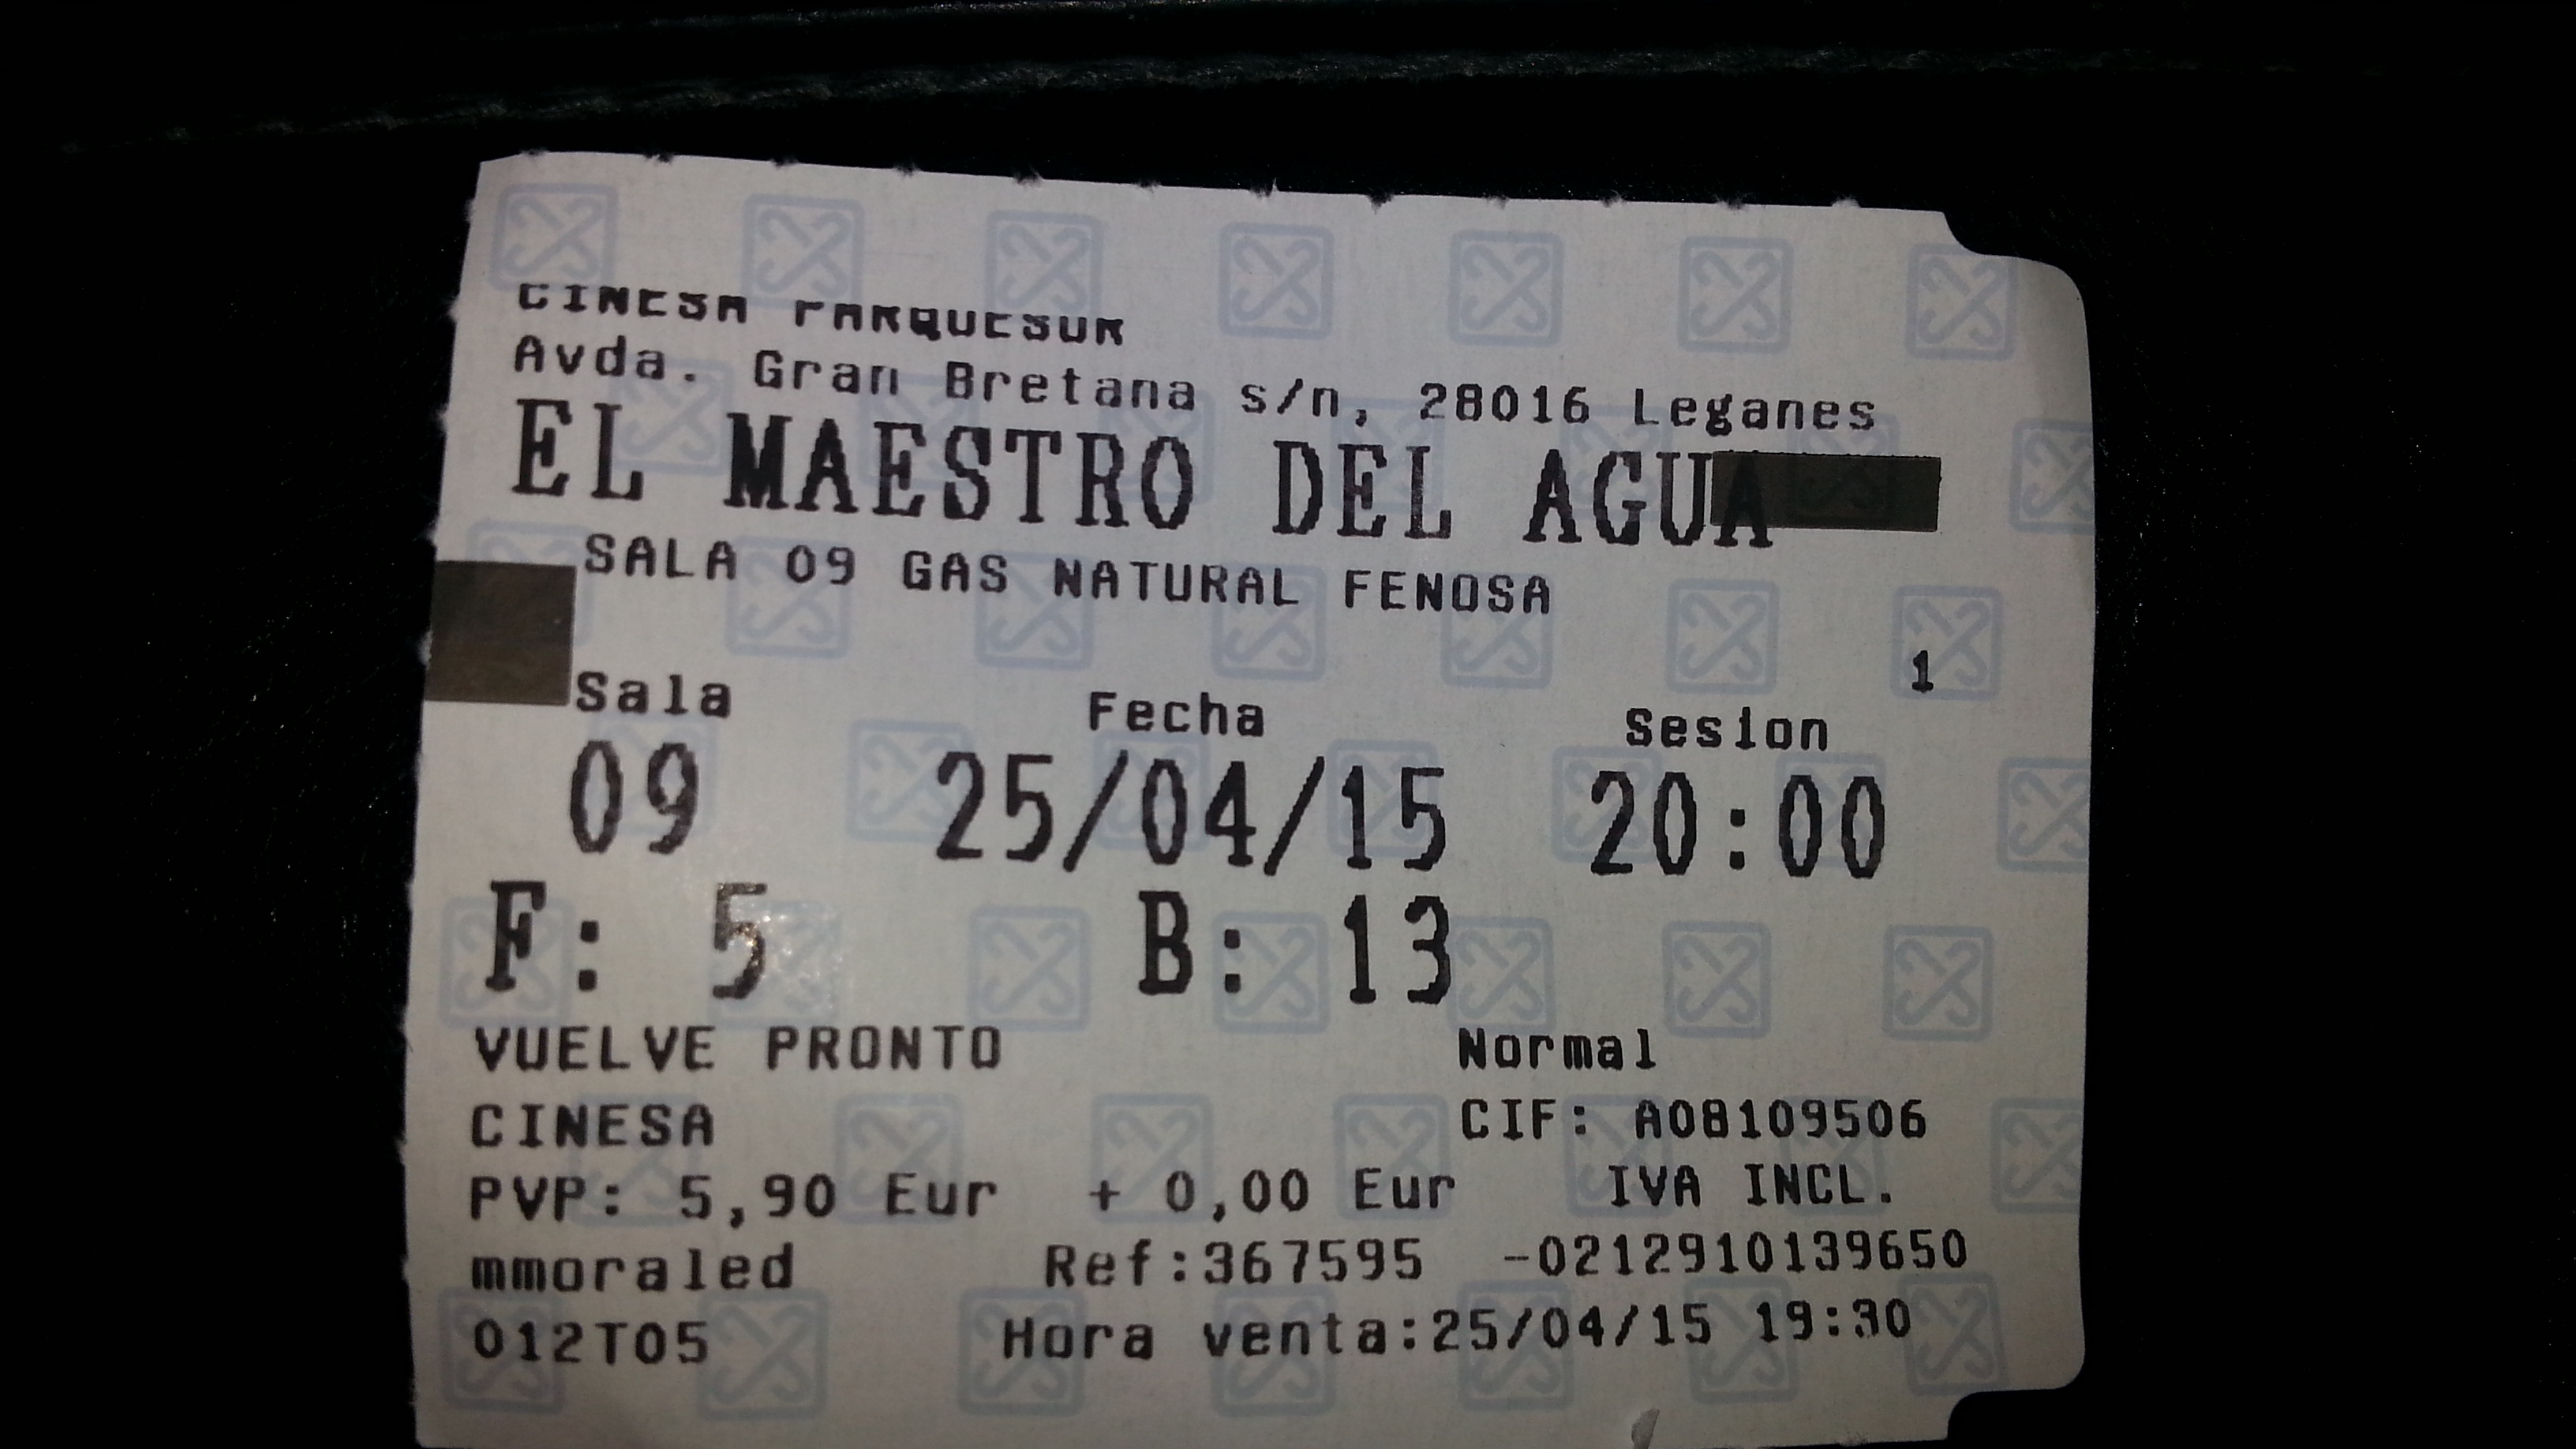 CINESA PARQUESUR
Avda. Gran Bretana s/n, 28016 Leganes
EL MAESTRO DEL AGUA
SALA 09 GAS NATURAL FENOSA
1
Sala Fecha Sesion
09 25/04/15 20:00
F: 5 B: 13
VUELVE PRONTO Normal
CINESA CIF: A08109506
PVP: 5,90 Eur + 0,00 Eur IVA INCL.
mmoraled Ref:367595 -0212910139650
012T05 Hora venta:25/04/15 19:30